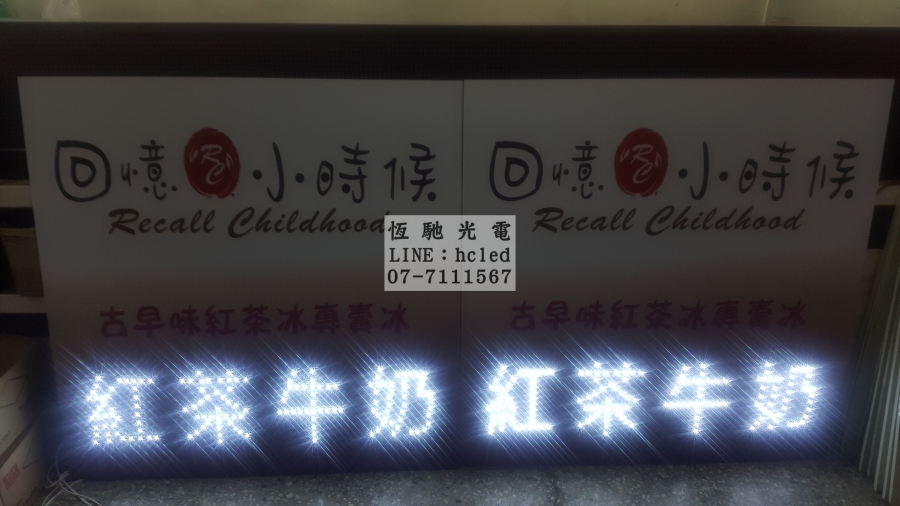 回憶小時候
Recall Childhood
古早味紅茶冰專賣冰
紅茶牛奶
回憶小時候
Recall Childhood
古早味紅茶冰專賣冰
紅茶牛奶
恆馳光電
LINE：hcled
07-7111567